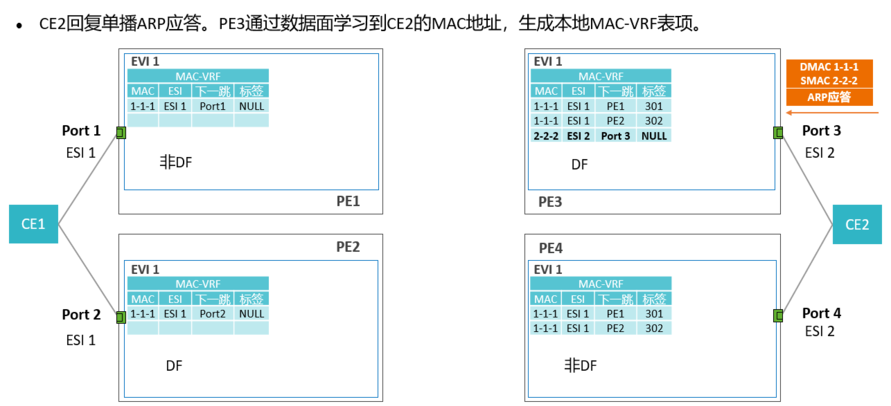 • CE2回复单播ARP应答。PE3通过数据面学习到CE2的MAC地址，生成本地MAC-VRF表项。
EVI 1
MAC-VRF
MAC ESI 下一跳 标签
1-1-1 ESI 1 Port1 NULL
Port 1
ESI 1
非DF
PE1
EVI 1
MAC-VRF
MAC ESI 下一跳 标签
1-1-1 ESI 1 PE1 301
1-1-1 ESI 1 PE2 302
2-2-2 ESI 2 Port 3 NULL
DF
PE3
DMAC 1-1-1
SMAC 2-2-2
ARP应答
Port 3
ESI 2
CE1
CE2
PE2
EVI 1
MAC-VRF
MAC ESI 下一跳 标签
1-1-1 ESI 1 Port2 NULL
Port 2
ESI 1
DF
PE4
EVI 1
MAC-VRF
MAC ESI 下一跳 标签
1-1-1 ESI 1 PE1 301
1-1-1 ESI 1 PE2 302
Port 4
ESI 2
非DF